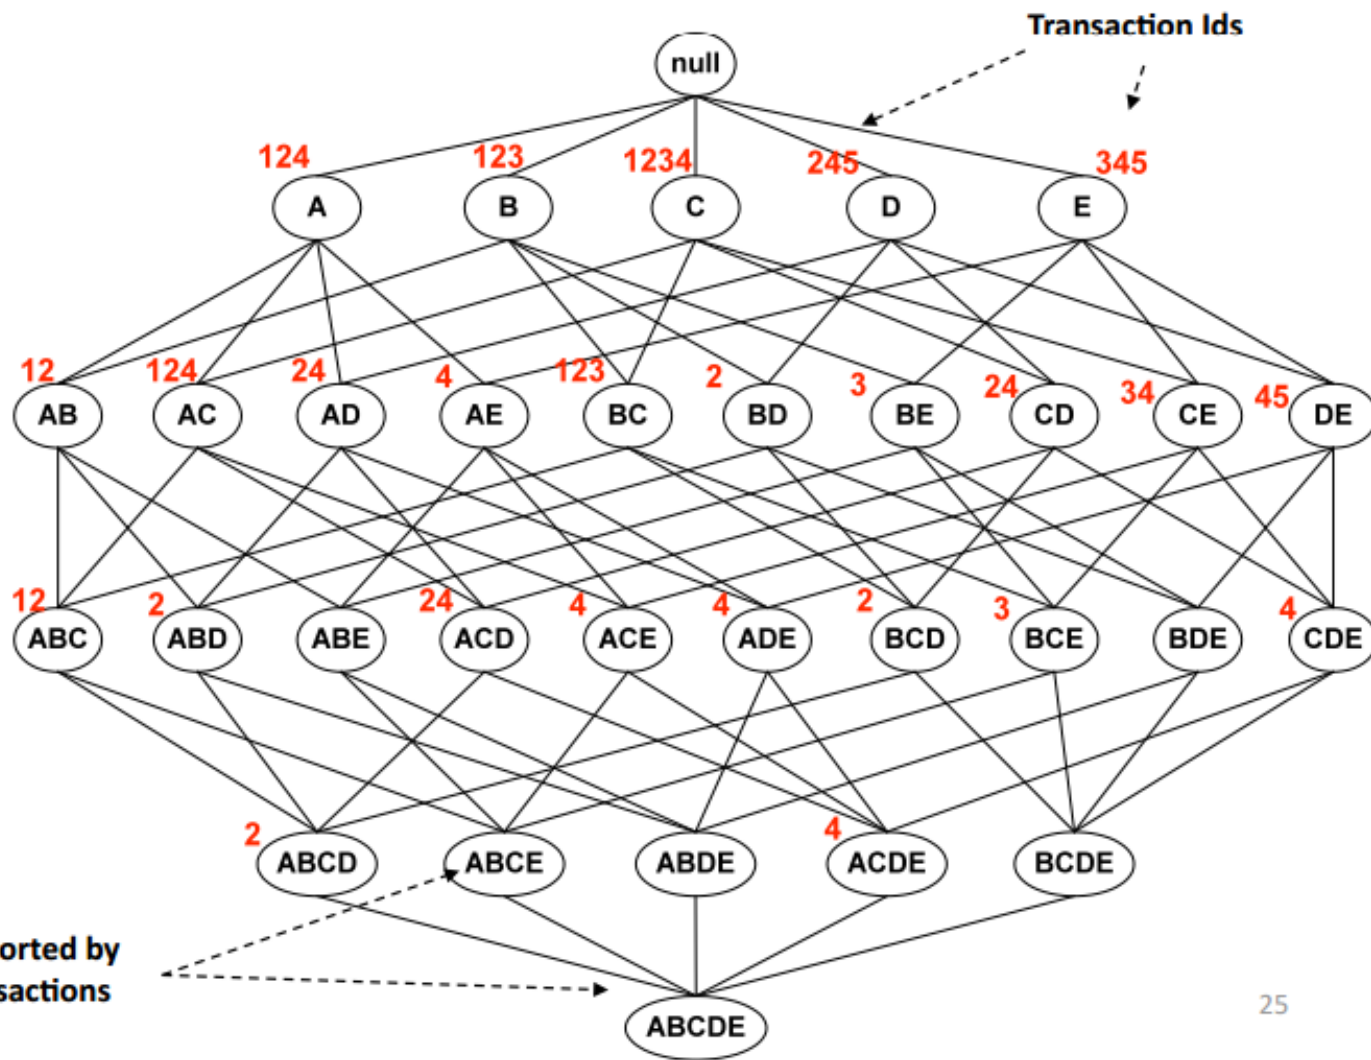 Transaction Ids
null
124 123 1234 245 345
A B C D E
12 124 24 4 123 2 3 24 34 45
AB AC AD AE BC BD BE CD CE DE
12 2 24 4 4 2 3 4
ABC ABD ABE ACD ACE ADE BCD BCE BDE CDE
2 4
ABCD ABCE ABDE ACDE BCDE
orted by
sactions
ABCDE
25